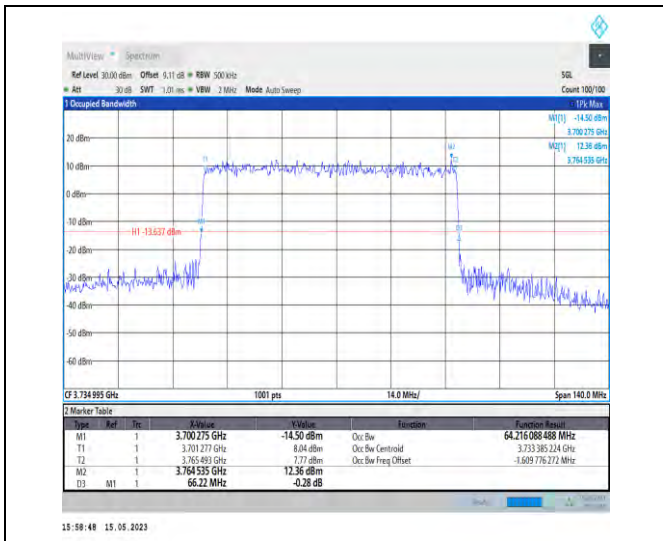 MultiView Spectrum
Ref Level 30.00 dBm Offset 9.11 dB RBW 500 kHz SGL
Att 30 dB SWT 1.01 ms VBW 2 MHz Mode Auto Sweep Count 100/100
1 Occupied Bandwidth 1Pk Max
M1[1] -14.50 dBm
3.700 275 GHz
M2[1] 12.36 dBm
3.764 535 GHz
20 dBm
M2
T1
T2
10 dBm
0 dBm
-10 dBm
H1 -13.637 dBm
-20 dBm
-30 dBm
-40 dBm
-50 dBm
-60 dBm
CF 3.734 995 GHz 1001 pts 14.0 MHz/ Span 140.0 MHz
2 Marker Table
Type Ref Trc X-Value Y-Value Function Function Result
M1 1 3.700 275 GHz -14.50 dBm Occ Bw 64.216 088 488 MHz
T1 1 3.701 277 GHz 8.04 dBm Occ Bw Centroid 3.733 385 224 GHz
T2 1 3.765 493 GHz 7.77 dBm Occ Bw Freq Offset -1.609 776 272 MHz
M2 1 3.764 535 GHz 12.36 dBm
D3 M1 1 66.22 MHz -0.28 dB
15:58:48 15.05.2023